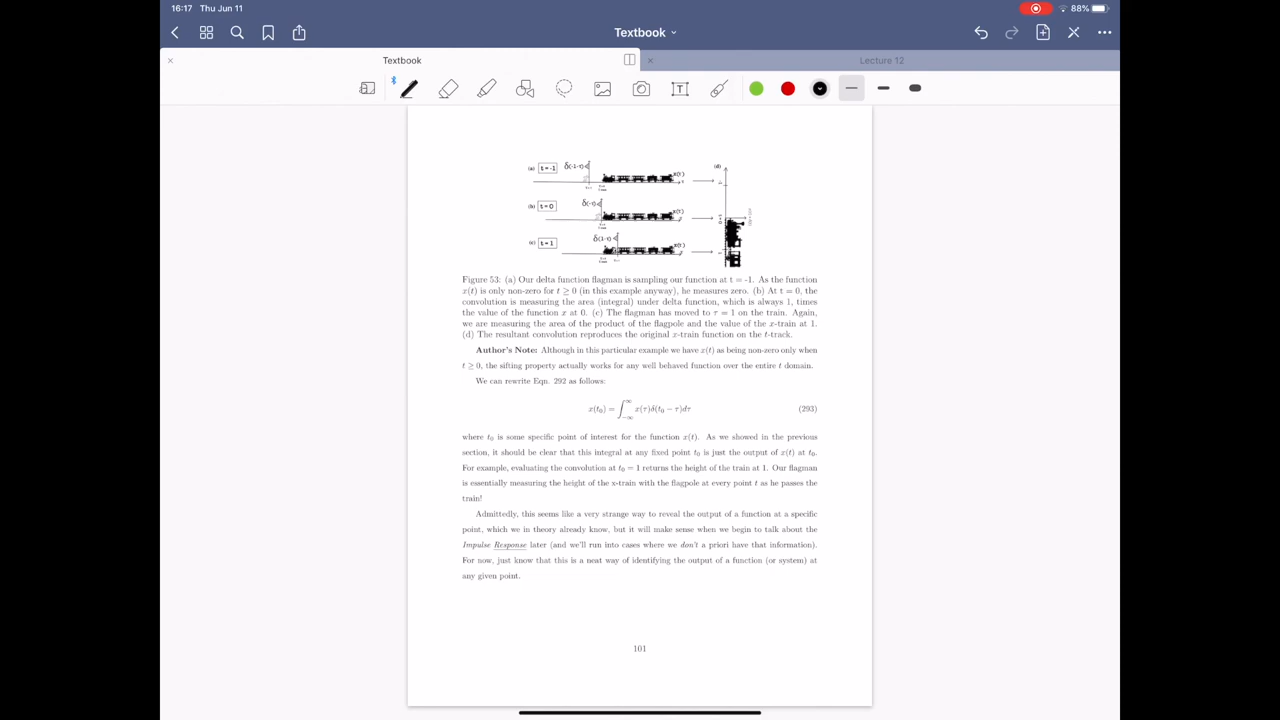 16:17 Thu Jun 11
88%
Textbook
Textbook
Lecture 12
(a) t = -1 δ(-1-τ) x(τ) (d)
(b) t = 0 δ(-τ) x(τ)
(c) t = 1 δ(1-τ) x(τ)
Figure 53: (a) Our delta function flagman is sampling our function at t = -1. As the function
x(t) is only non-zero for t ≥ 0 (in this example anyway), he measures zero. (b) At t = 0, the
convolution is measuring the area (integral) under delta function, which is always 1, times
the value of the function x at 0. (c) The flagman has moved to τ = 1 on the train. Again,
we are measuring the area of the product of the flagpole and the value of the x-train at 1.
(d) The resultant convolution reproduces the original x-train function on the t-track.
Author's Note: Although in this particular example we have x(t) as being non-zero only when
t ≥ 0, the sifting property actually works for any well behaved function over the entire t domain.
We can rewrite Eqn. 292 as follows:
x(t₀) = ∫_{-∞}^{∞} x(τ)δ(t₀ − τ)dτ (293)
where t₀ is some specific point of interest for the function x(t). As we showed in the previous
section, it should be clear that this integral at any fixed point t₀ is just the output of x(t) at t₀.
For example, evaluating the convolution at t₀ = 1 returns the height of the train at 1. Our flagman
is essentially measuring the height of the x-train with the flagpole at every point t as he passes the
train!
Admittedly, this seems like a very strange way to reveal the output of a function at a specific
point, which we in theory already know, but it will make sense when we begin to talk about the
Impulse Response later (and we'll run into cases where we don't a priori have that information).
For now, just know that this is a neat way of identifying the output of a function (or system) at
any given point.
101